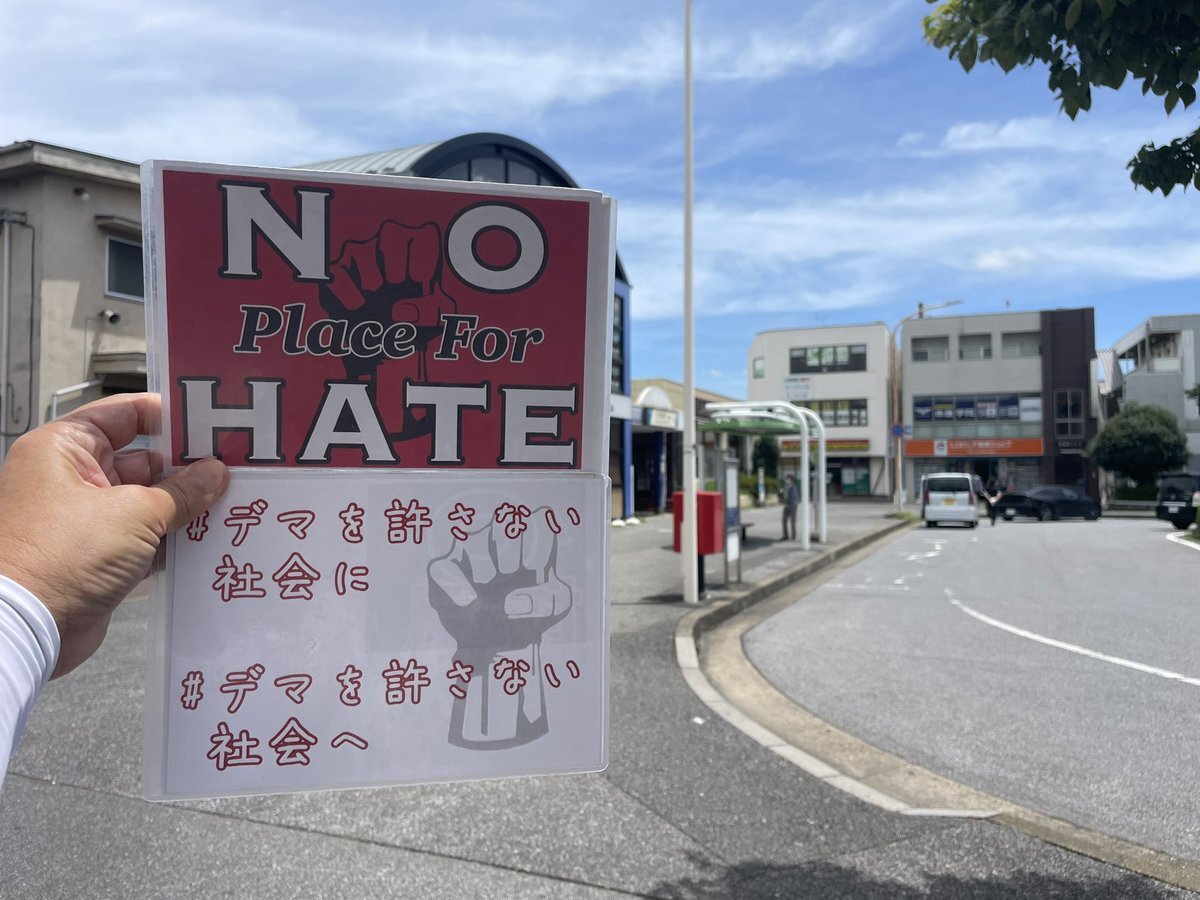 NO
Place For
HATE
#デマを許さない
社会に
#デマを許さない
社会へ